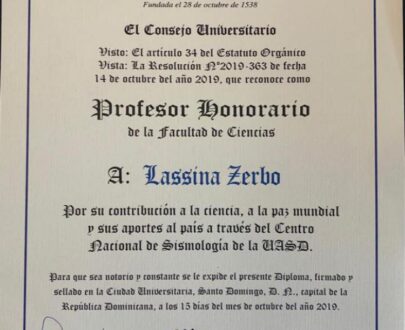 Fundada el 28 de octubre de 1538
El Consejo Universitario
Visto: El artículo 34 del Estatuto Orgánico
Vista: La Resolución Nº2019-363 de fecha
14 de octubre del año 2019, que reconoce como
Profesor Honorario
de la Facultad de Ciencias
A: Lassina Zerbo
Por su contribución a la ciencia, a la paz mundial
y sus aportes al país a través del Centro
Nacional de Sismología de la UASD.
Para que sea notorio y constante se le expide el presente Diploma, firmado y
sellado en la Ciudad Universitaria, Santo Domingo, D. N., capital de la
República Dominicana, a los 15 días del mes de octubre del año 2019.